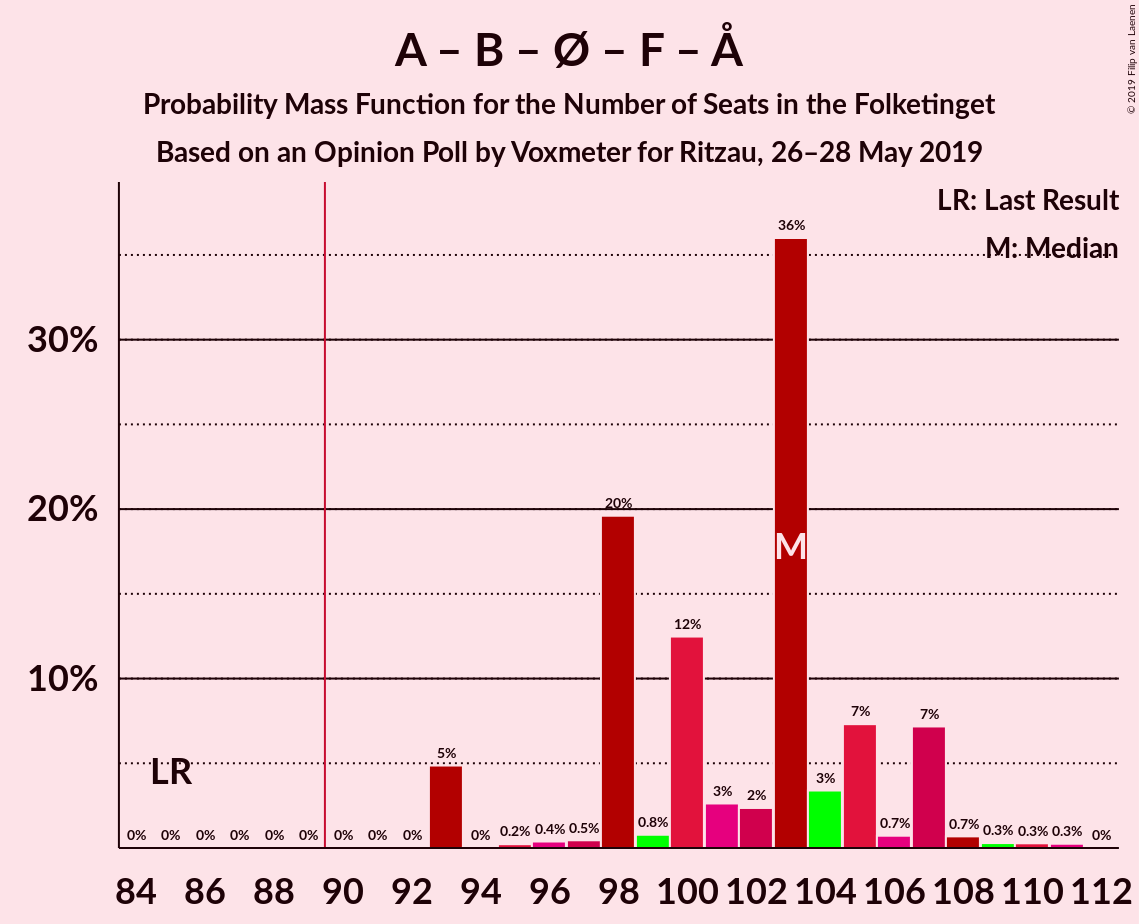 A – B – Ø – F – Å
Probability Mass Function for the Number of Seats in the Folketinget
Based on an Opinion Poll by Voxmeter for Ritzau, 26–28 May 2019
© 2019 Filip van Laenen
LR: Last Result
M: Median
30%
20%
10%
LR
M
0% 0% 0% 0% 0% 0% 0% 0% 0% 5% 0% 0.2% 0.4% 0.5% 20% 0.8% 12% 3% 2% 36% 3% 7% 0.7% 7% 0.7% 0.3% 0.3% 0.3% 0%
84 86 88 90 92 94 96 98 100 102 104 106 108 110 112